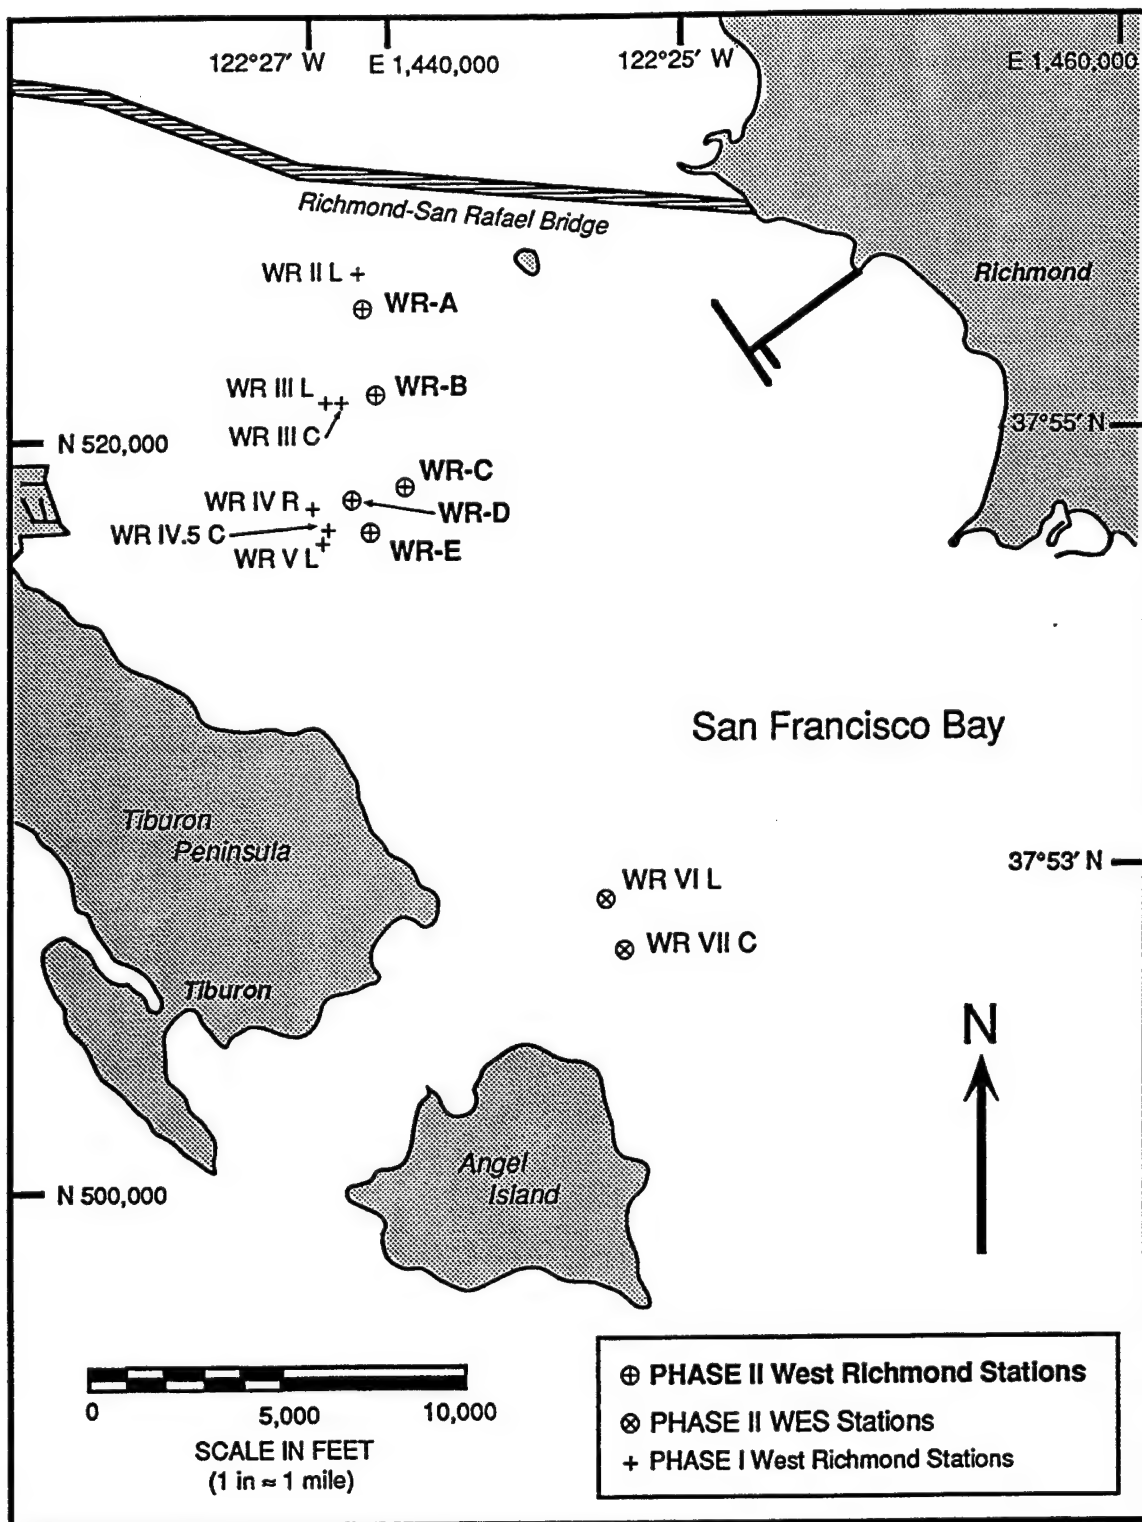 122°27′ W
E 1,440,000
122°25′ W
E 1,460,000
Richmond-San Rafael Bridge
Richmond
WR II L
WR-A
WR III L
WR-B
WR III C
37°55′ N
N 520,000
WR-C
WR IV R
WR-D
WR IV.5 C
WR V L
WR-E
San Francisco Bay
Tiburon
Peninsula
37°53′ N
WR VI L
WR VII C
Tiburon
N
Angel
Island
N 500,000
0
5,000
10,000
SCALE IN FEET
(1 in ≈ 1 mile)
⊕ PHASE II West Richmond Stations
⊗ PHASE II WES Stations
+ PHASE I West Richmond Stations